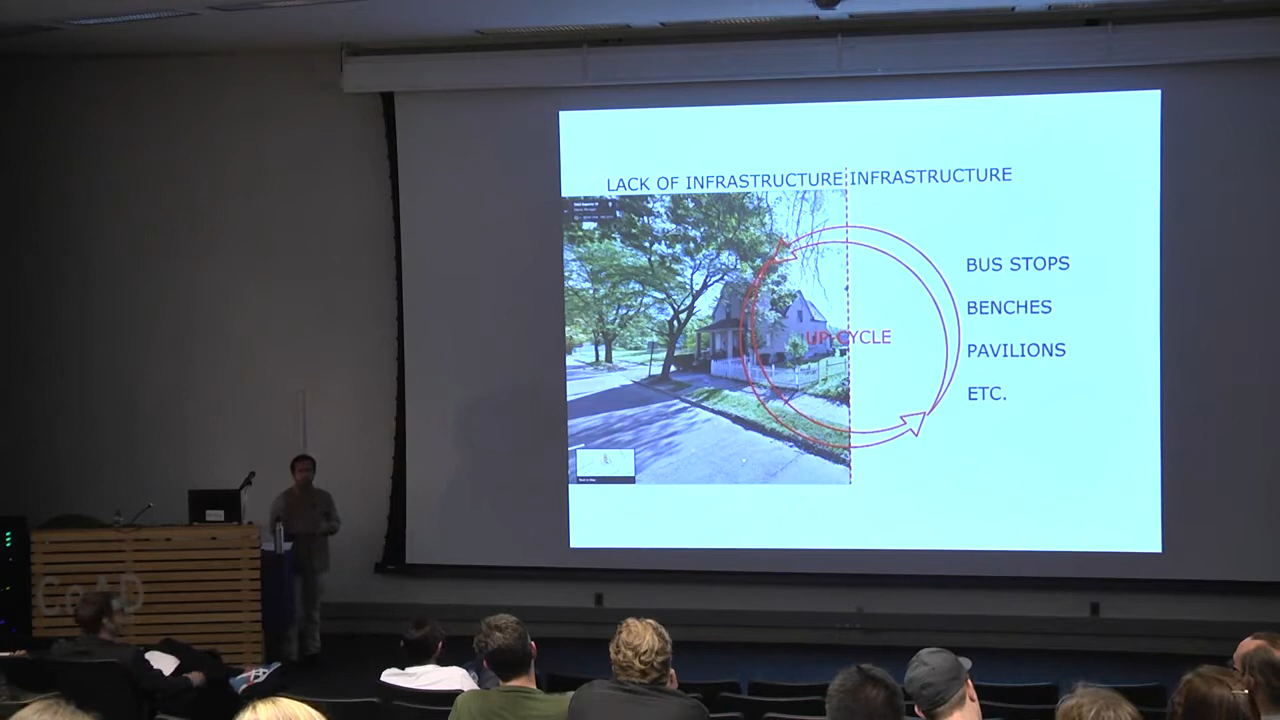 LACK OF INFRASTRUCTURE INFRASTRUCTURE
BUS STOPS
BENCHES
UP-CYCLE
PAVILIONS
ETC.